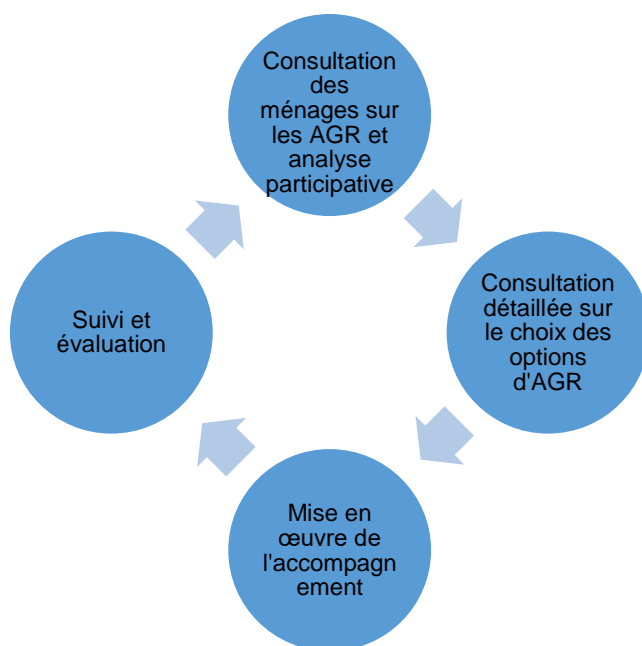 Consultation
des
ménages sur
les AGR et
analyse
participative
Consultation
détaillée sur
le choix des
options
d'AGR
Mise en
œuvre de
l'accompagn
ement
Suivi et
évaluation